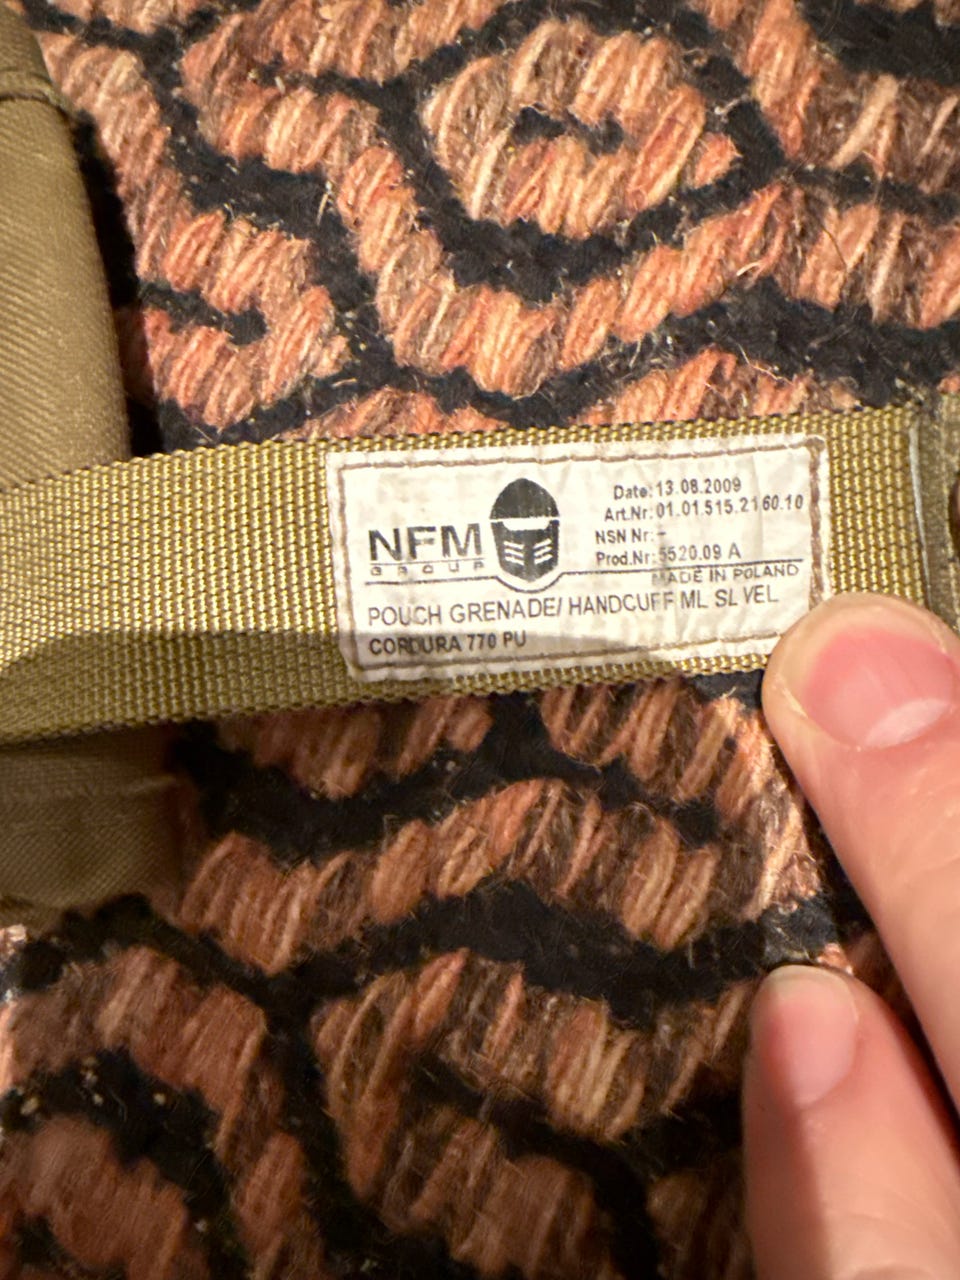 NFM
GROUP
Date: 13.08.2009
Art.Nr: 01.01.515.2160.10
NSN Nr: -
Prod.Nr: 5520.09 A
MADE IN POLAND
POUCH GRENADE/ HANDCUFF ML SL VEL
CORDURA 770 PU